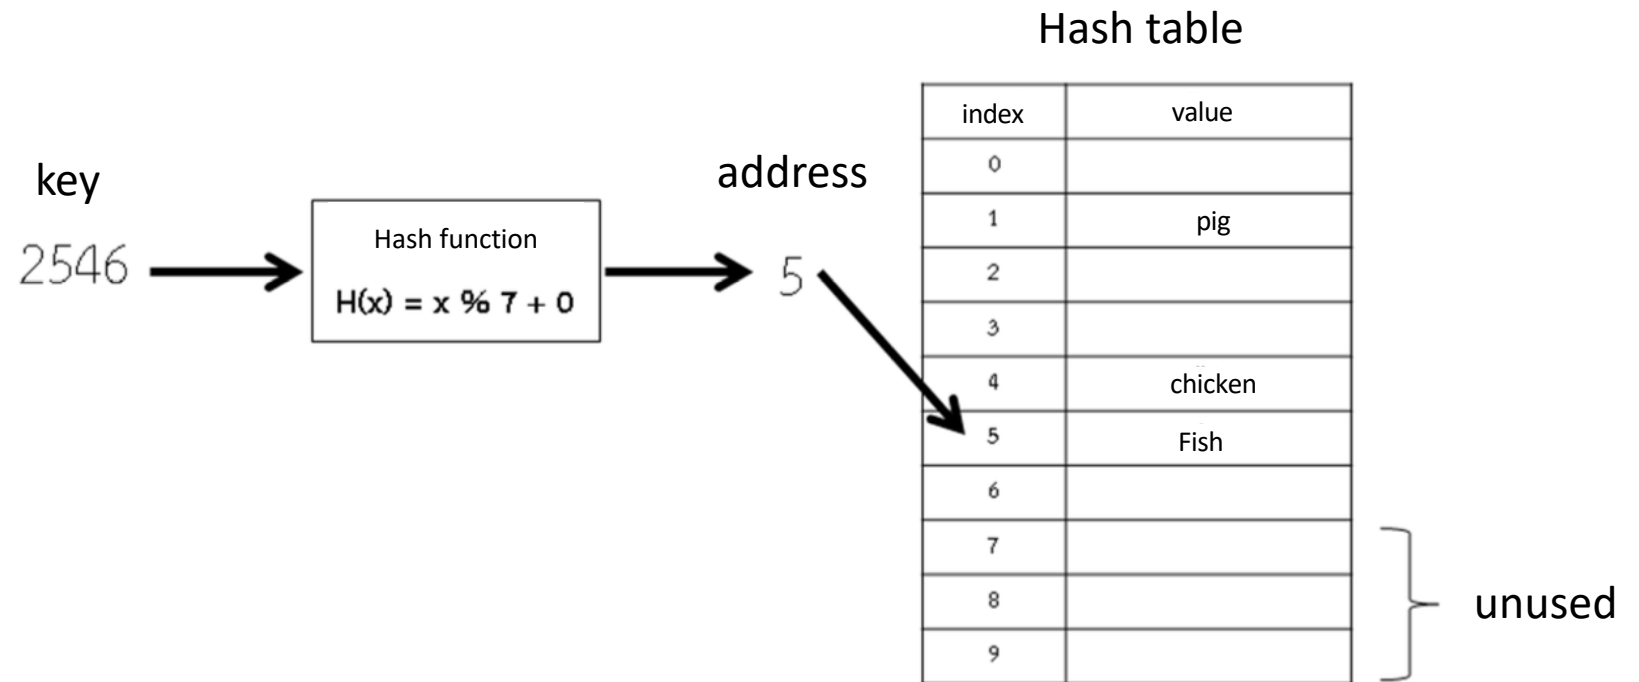 Hash table
key
2546
Hash function
H(x) = x % 7 + 0
address
5
index value
0
1 pig
2
3
4 chicken
5 Fish
6
7
8
9
unused